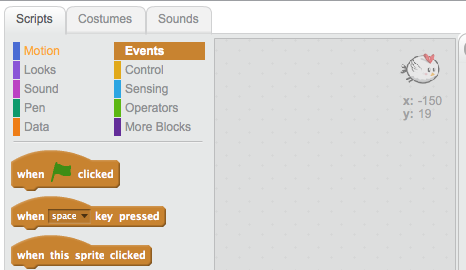 Scripts Costumes Sounds
Motion Events
Looks Control
Sound Sensing
Pen Operators
Data More Blocks
x: -150
y: 19
when clicked
when space key pressed
when this sprite clicked